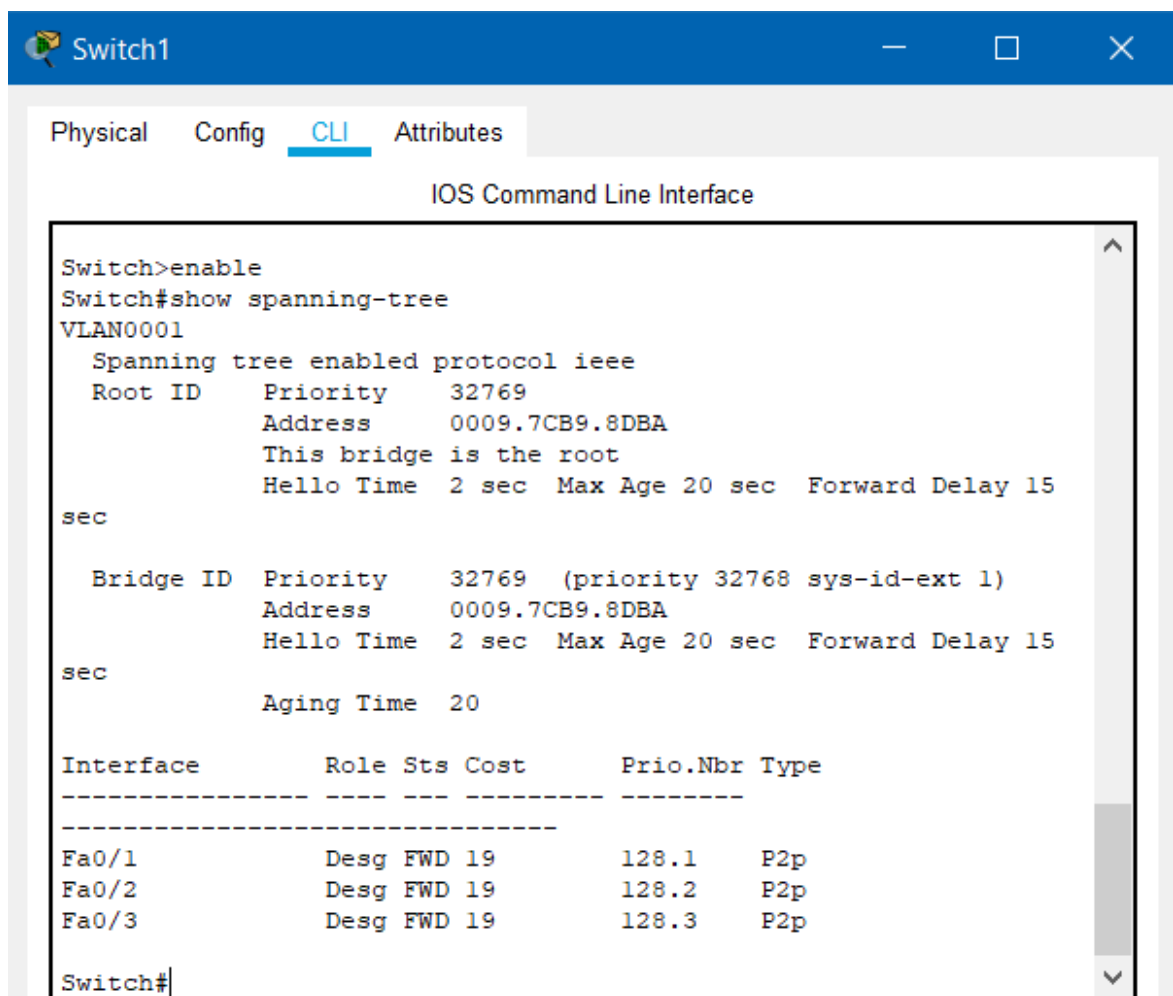 Switch1
Physical Config CLI Attributes
IOS Command Line Interface
Switch>enable
Switch#show spanning-tree
VLAN0001
  Spanning tree enabled protocol ieee
  Root ID    Priority    32769
             Address     0009.7CB9.8DBA
             This bridge is the root
             Hello Time  2 sec  Max Age 20 sec  Forward Delay 15
sec
  Bridge ID  Priority    32769  (priority 32768 sys-id-ext 1)
             Address     0009.7CB9.8DBA
             Hello Time  2 sec  Max Age 20 sec  Forward Delay 15
sec
             Aging Time  20
Interface        Role Sts Cost      Prio.Nbr Type
---------------- ---- --- --------- --------
--------------------------------
Fa0/1            Desg FWD 19        128.1    P2p
Fa0/2            Desg FWD 19        128.2    P2p
Fa0/3            Desg FWD 19        128.3    P2p
Switch#